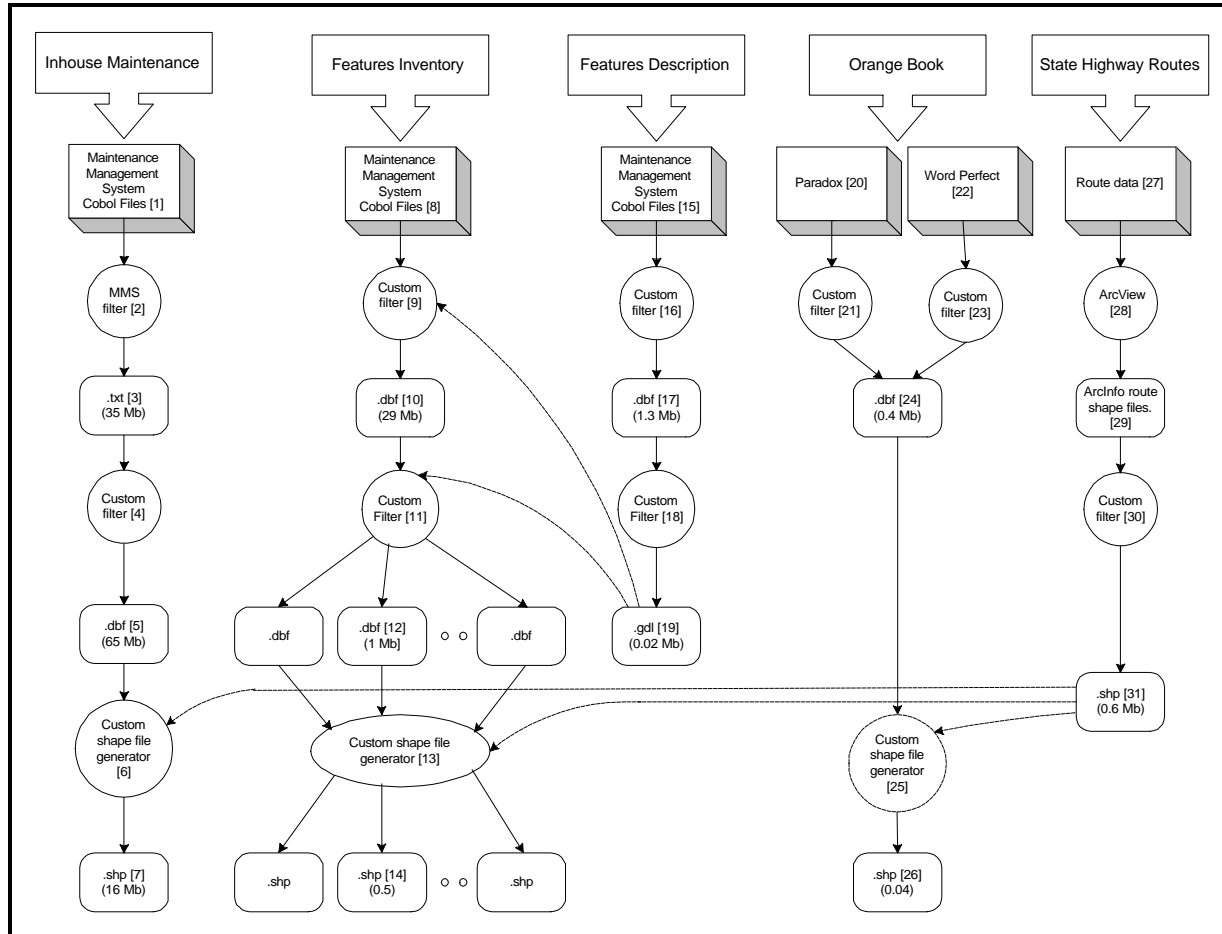 Inhouse Maintenance
Features Inventory
Features Description
Orange Book
State Highway Routes
Maintenance
Management
System
Cobol Files [1]
Maintenance
Management
System
Cobol Files [8]
Maintenance
Management
System
Cobol Files [15]
Paradox [20]
Word Perfect
[22]
Route data [27]
MMS
filter [2]
Custom
filter [9]
Custom
filter [16]
Custom
filter [21]
Custom
filter [23]
ArcView
[28]
.txt [3]
(35 Mb)
.dbf [10]
(29 Mb)
.dbf [17]
(1.3 Mb)
.dbf [24]
(0.4 Mb)
ArcInfo route
shape files.
[29]
Custom
filter [4]
Custom
Filter [11]
Custom
Filter [18]
Custom
filter [30]
.dbf [5]
(65 Mb)
.dbf
.dbf [12]
(1 Mb]
.dbf
.gdl [19]
(0.02 Mb)
.shp [31]
(0.6 Mb)
Custom
shape file
generator
[6]
Custom shape file
generator [13]
Custom
shape file
generator
[25]
.shp [7]
(16 Mb)
.shp
.shp [14]
(0.5)
.shp
.shp [26]
(0.04)